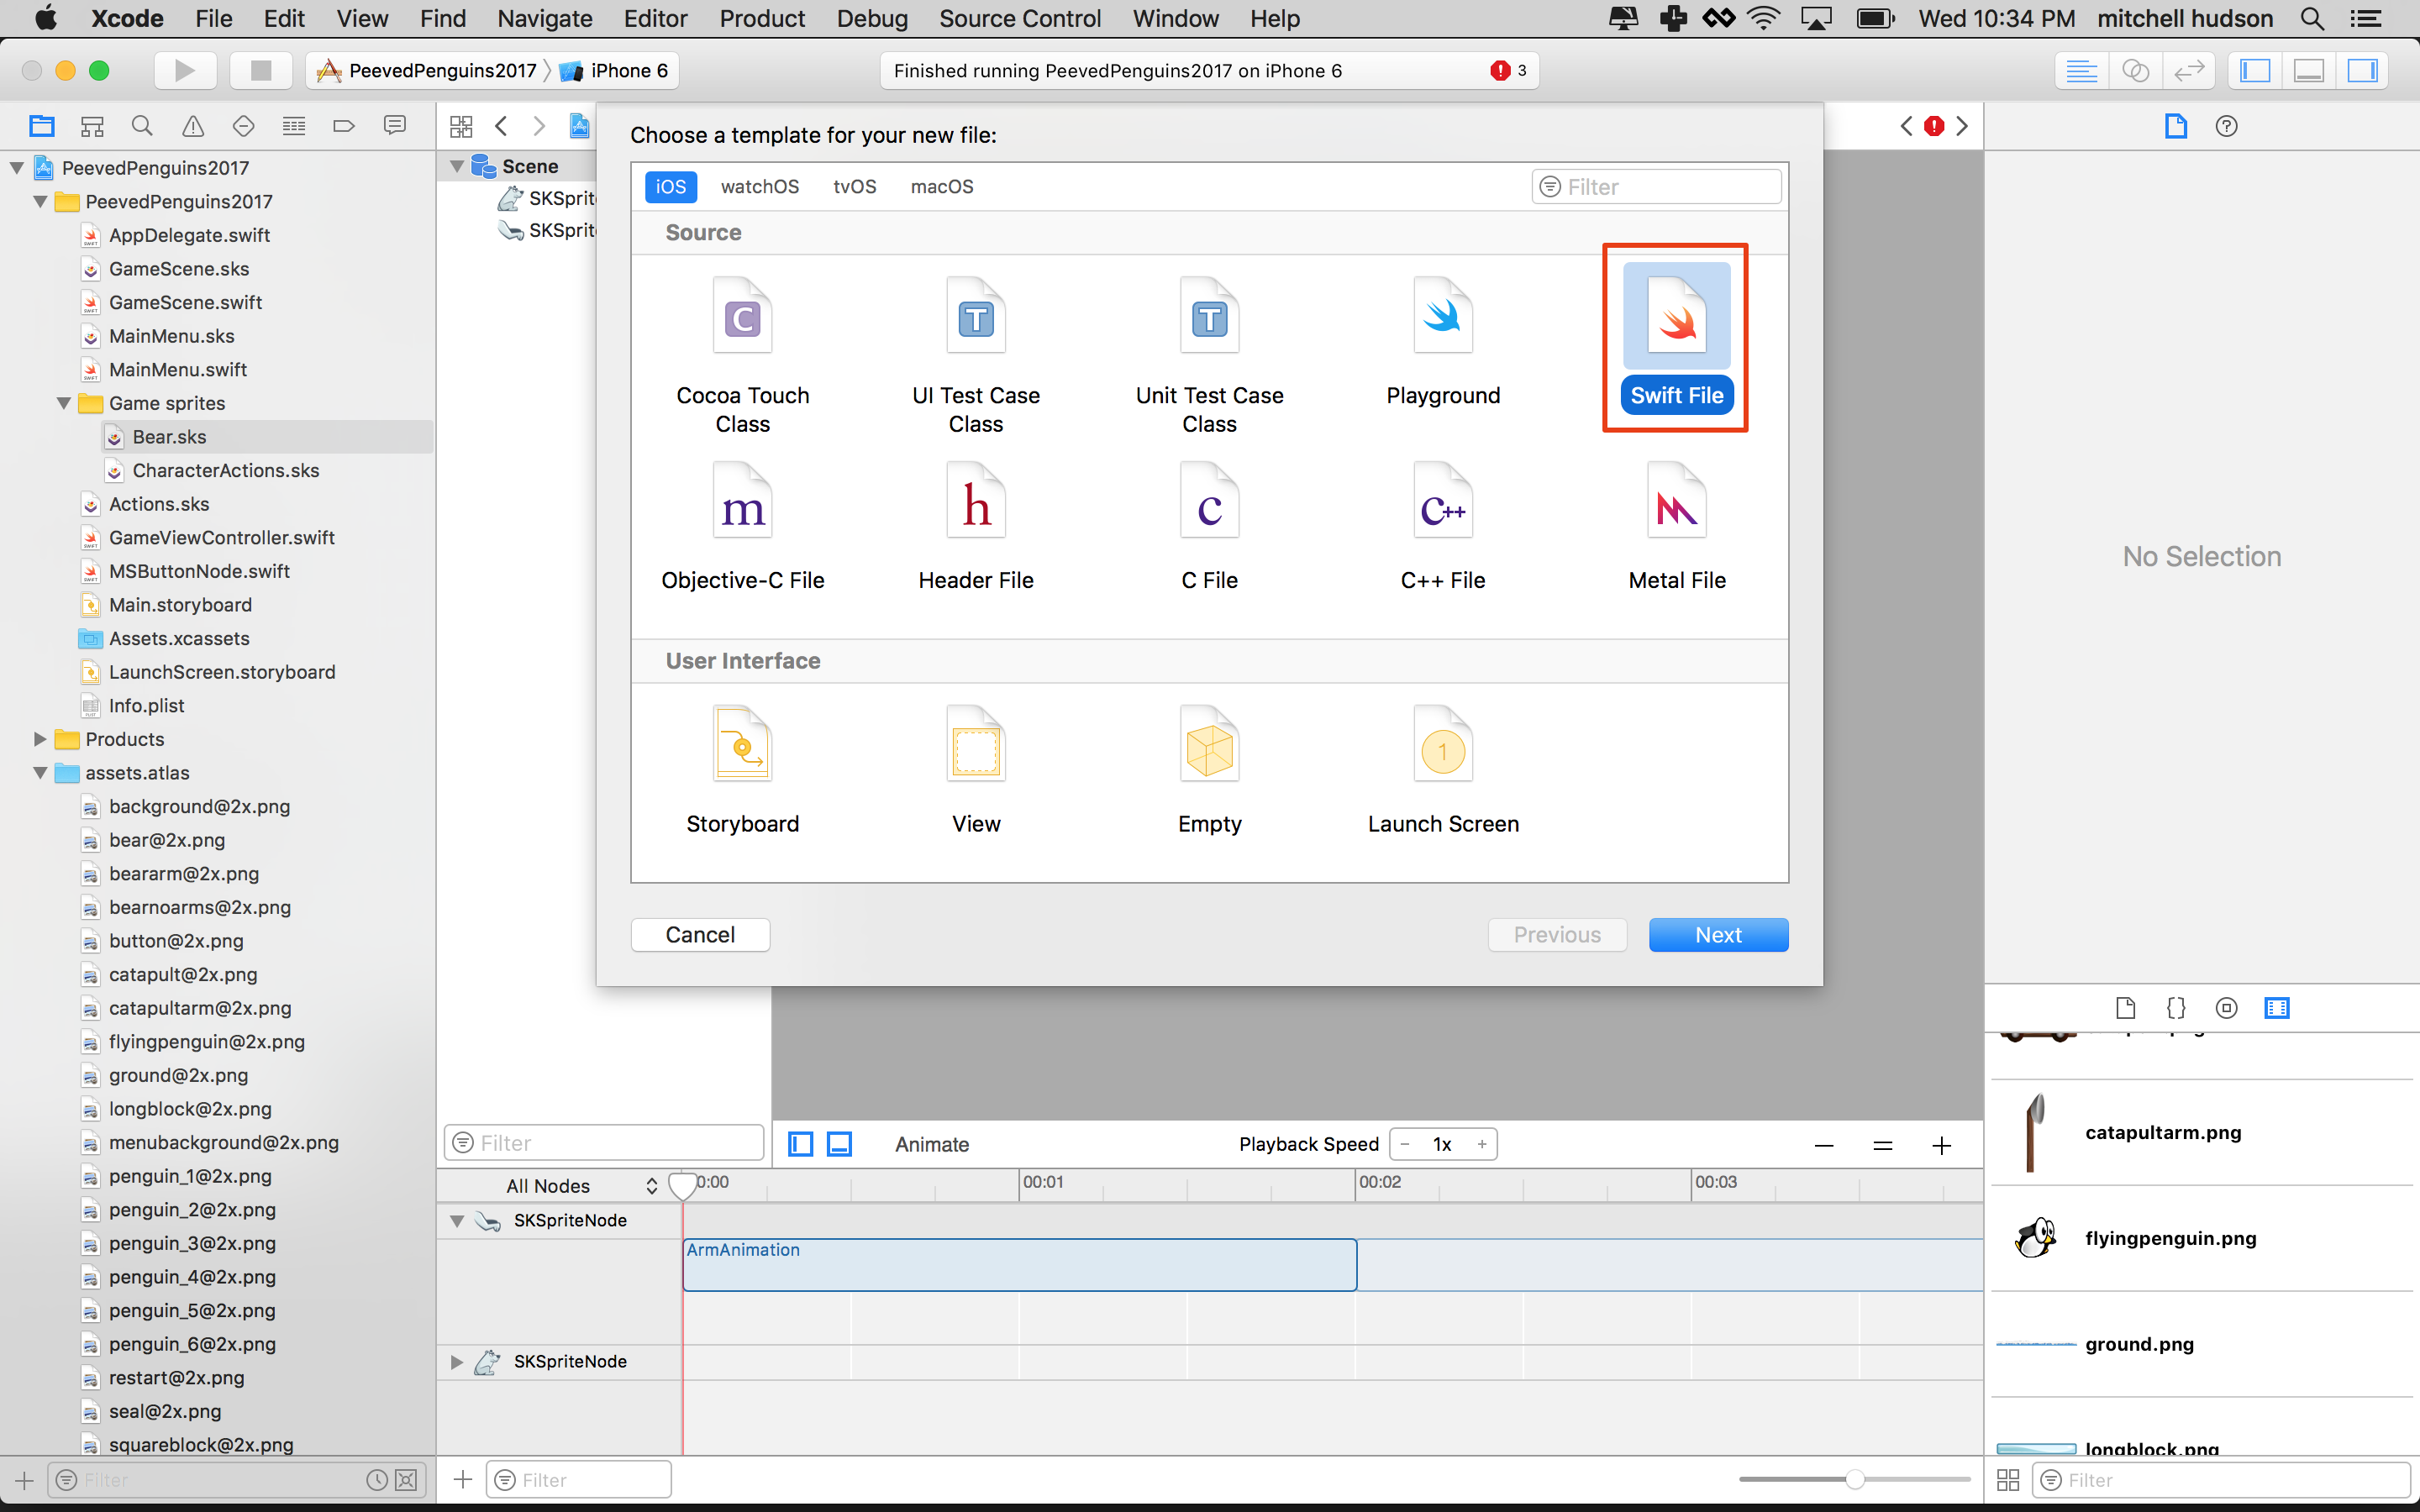 Xcode File Edit View Find Navigate Editor Product Debug Source Control Window Help Wed 10:34 PM mitchell hudson
PeevedPenguins2017 iPhone 6
Finished running PeevedPenguins2017 on iPhone 6 3
PeevedPenguins2017
PeevedPenguins2017
AppDelegate.swift
GameScene.sks
GameScene.swift
MainMenu.sks
MainMenu.swift
Game sprites
Bear.sks
CharacterActions.sks
Actions.sks
GameViewController.swift
MSButtonNode.swift
Main.storyboard
Assets.xcassets
LaunchScreen.storyboard
Info.plist
Products
assets.atlas
background@2x.png
bear@2x.png
beararm@2x.png
bearnoarms@2x.png
button@2x.png
catapult@2x.png
catapultarm@2x.png
flyingpenguin@2x.png
ground@2x.png
longblock@2x.png
menubackground@2x.png
penguin_1@2x.png
penguin_2@2x.png
penguin_3@2x.png
penguin_4@2x.png
penguin_5@2x.png
penguin_6@2x.png
restart@2x.png
seal@2x.png
squareblock@2x.png
Filter
Scene
SKSprit
SKSprit
Filter
Choose a template for your new file:
iOS watchOS tvOS macOS
Filter
Source
C T T
Cocoa Touch
Class
UI Test Case
Class
Unit Test Case
Class
Playground
Swift File
m h c C++
Objective-C File
Header File
C File
C++ File
Metal File
User Interface
1
Storyboard
View
Empty
Launch Screen
Cancel
Previous
Next
Animate
Playback Speed - 1x +
All Nodes
0:00 00:01 00:02 00:03
SKSpriteNode
ArmAnimation
SKSpriteNode
Filter
No Selection
{}
catapultarm.png
flyingpenguin.png
ground.png
longblock.png
Filter